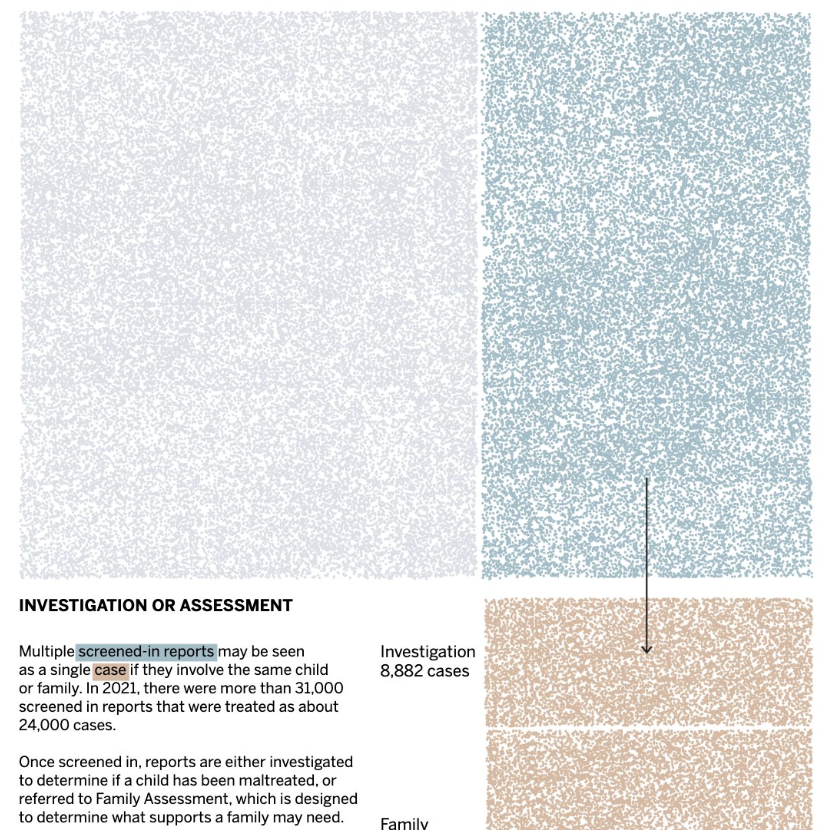 INVESTIGATION OR ASSESSMENT
Multiple screened-in reports may be seen
as a single case if they involve the same child
or family. In 2021, there were more than 31,000
screened in reports that were treated as about
24,000 cases.
Once screened in, reports are either investigated
to determine if a child has been maltreated, or
referred to Family Assessment, which is designed
to determine what supports a family may need.
Investigation
8,882 cases
Family